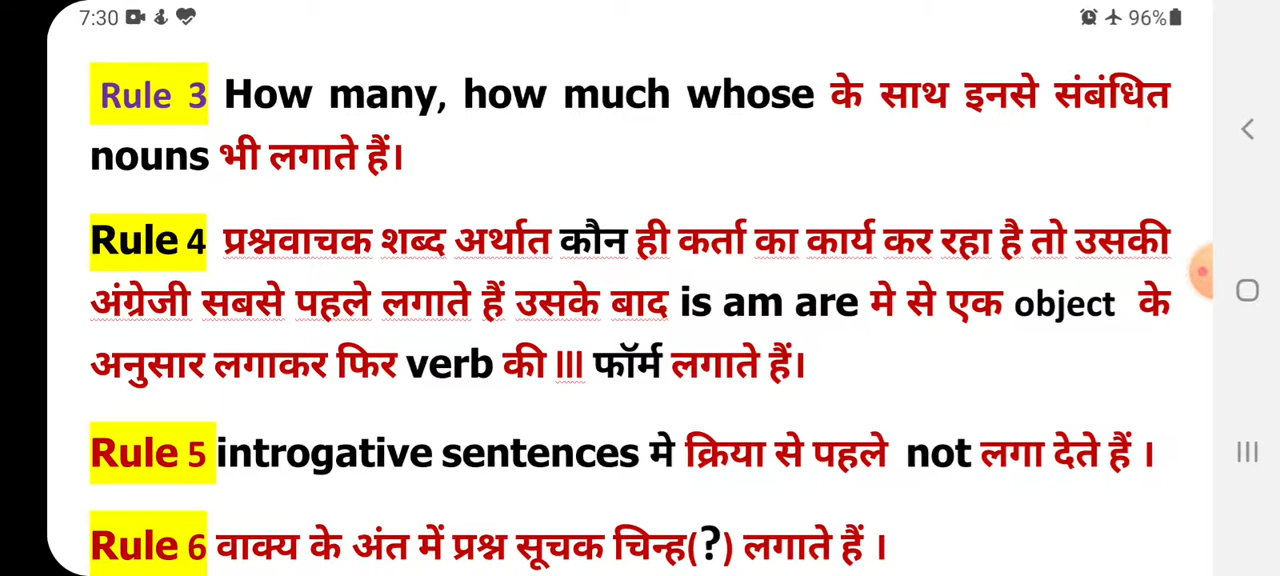 7:30
96%
Rule 3 How many, how much whose के साथ इनसे संबंधित
nouns भी लगाते हैं।
Rule 4 प्रश्नवाचक शब्द अर्थात कौन ही कर्ता का कार्य कर रहा है तो उसकी
अंग्रेजी सबसे पहले लगाते हैं उसके बाद is am are मे से एक object के
अनुसार लगाकर फिर verb की III फॉर्म लगाते हैं।
Rule 5 introgative sentences मे क्रिया से पहले not लगा देते हैं ।
Rule 6 वाक्य के अंत में प्रश्न सूचक चिन्ह(?) लगाते हैं ।